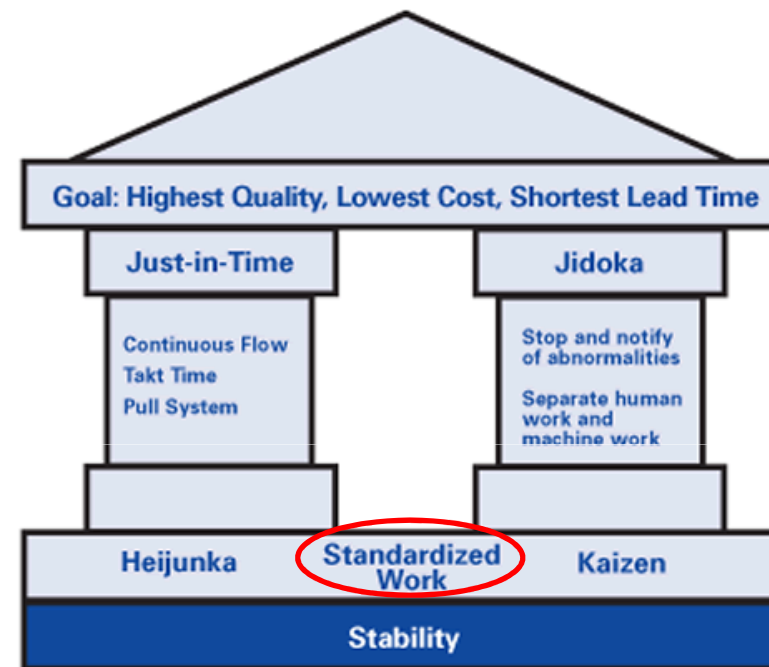 Goal: Highest Quality, Lowest Cost, Shortest Lead Time
Just-in-Time
Continuous Flow
Takt Time
Pull System
Jidoka
Stop and notify
of abnormalities
Separate human
work and
machine work
Heijunka
Standardized
Work
Kaizen
Stability